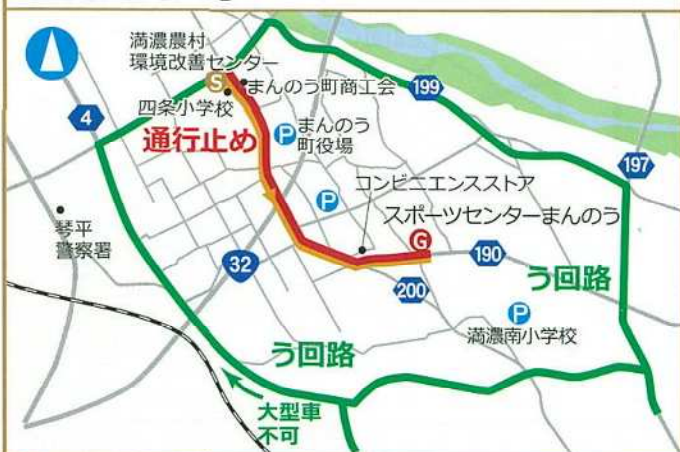 満濃農村
環境改善センター
S
まんのう町商工会
四条小学校
199
4
通行止め
P
まんのう
町役場
197
コンビニエンスストア
P
スポーツセンターまんのう
琴平
警察署
G
190
32
200
う回路
P
満濃南小学校
う回路
大型車
不可